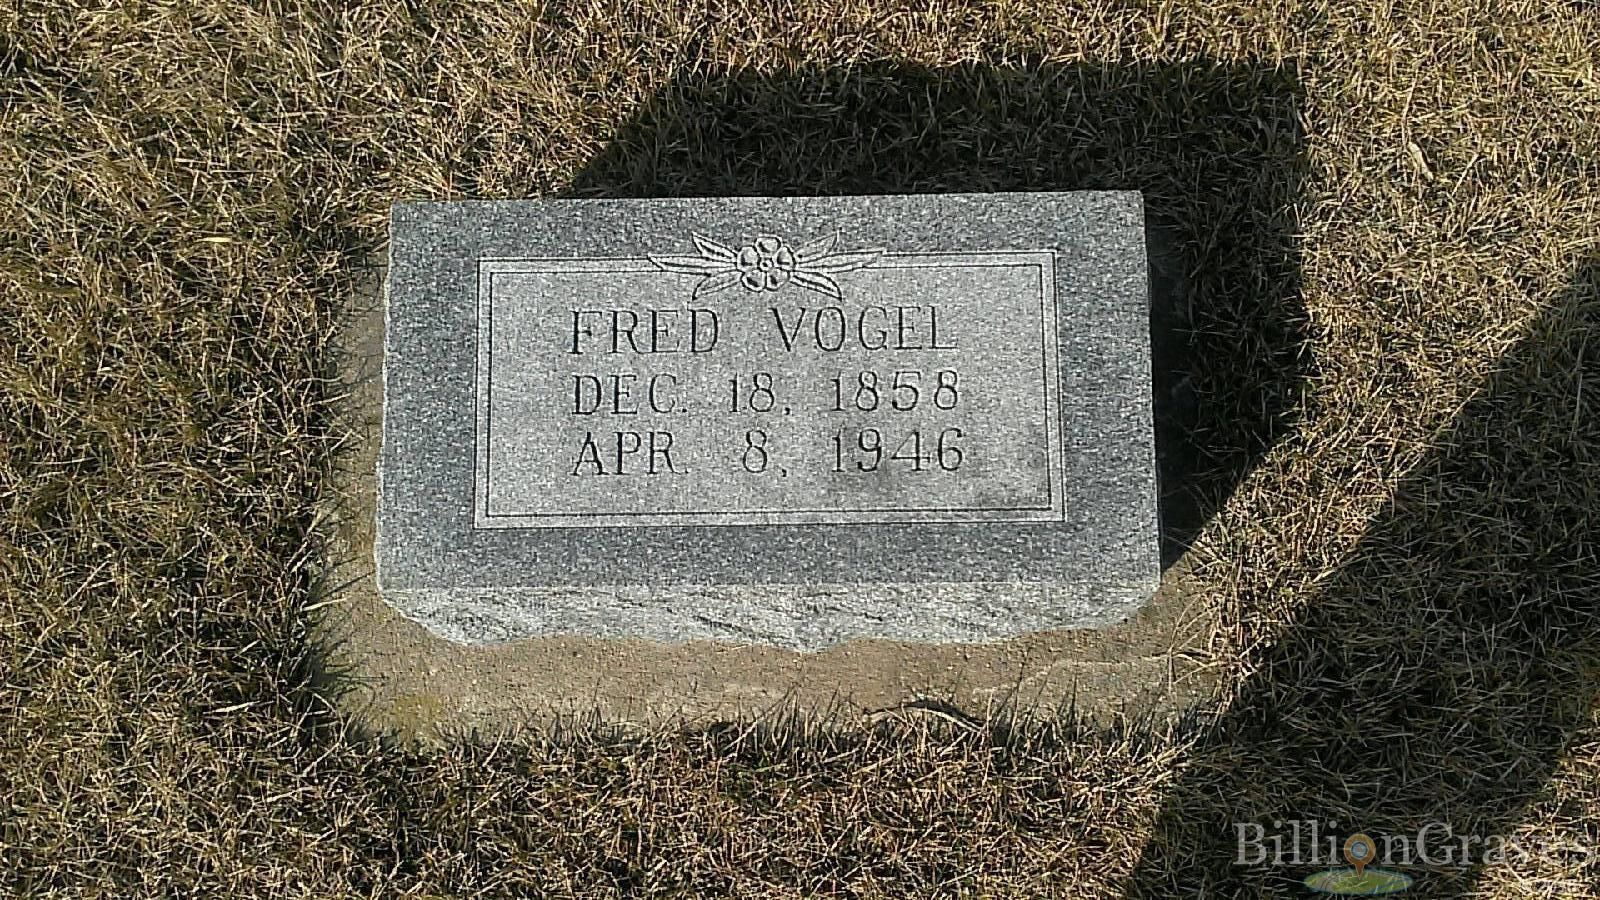 FRED VOGEL
DEC. 18, 1858
APR. 8, 1946
BillionGraves